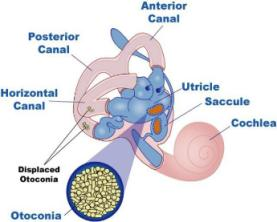 Anterior
Canal
Posterior
Canal
Horizontal
Canal
Utricle
Saccule
Cochlea
Displaced
Otoconia
Otoconia